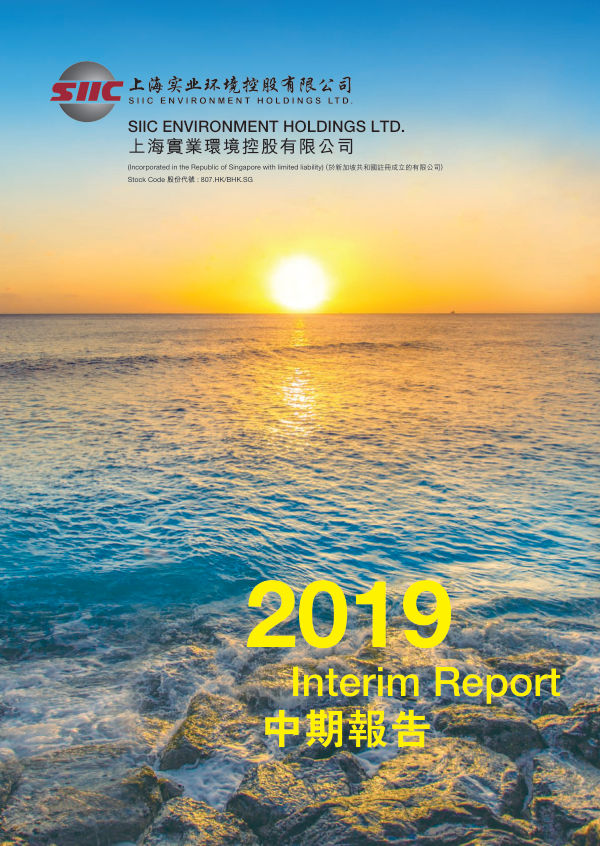 SIIC 上海实业环境控股有限公司
SIIC ENVIRONMENT HOLDINGS LTD.
SIIC ENVIRONMENT HOLDINGS LTD.
上海實業環境控股有限公司
(Incorporated in the Republic of Singapore with limited liability) (於新加坡共和國註冊成立的有限公司)
Stock Code 股份代號 : 807.HK/BHK.SG
2019
Interim Report
中期報告